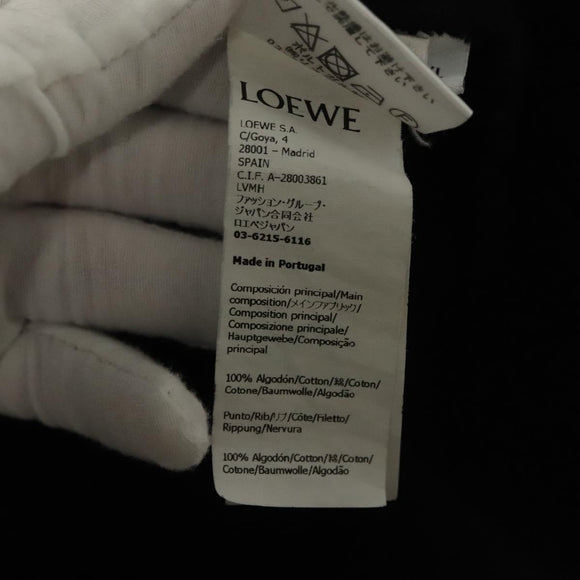 LOEWE
LOEWE S.A.
C/Goya, 4
28001 – Madrid
SPAIN
C.I.F. A-28003861
LVMH
ファッション・グループ・
ジャパン合同会社
ロエベジャパン
03-6215-6116
Made in Portugal
Composición principal/Main
composition/メインファブリック/
Composition principal/
Composizione principale/
Hauptgewebe/Composição
principal
100% Algodón/Cotton/綿/Coton/
Cotone/Baumwolle/Algodão
Punto/Rib/リブ/Côte/Filetto/
Rippung/Nervura
100% Algodón/Cotton/綿/Coton/
Cotone/Baumwolle/Algodão